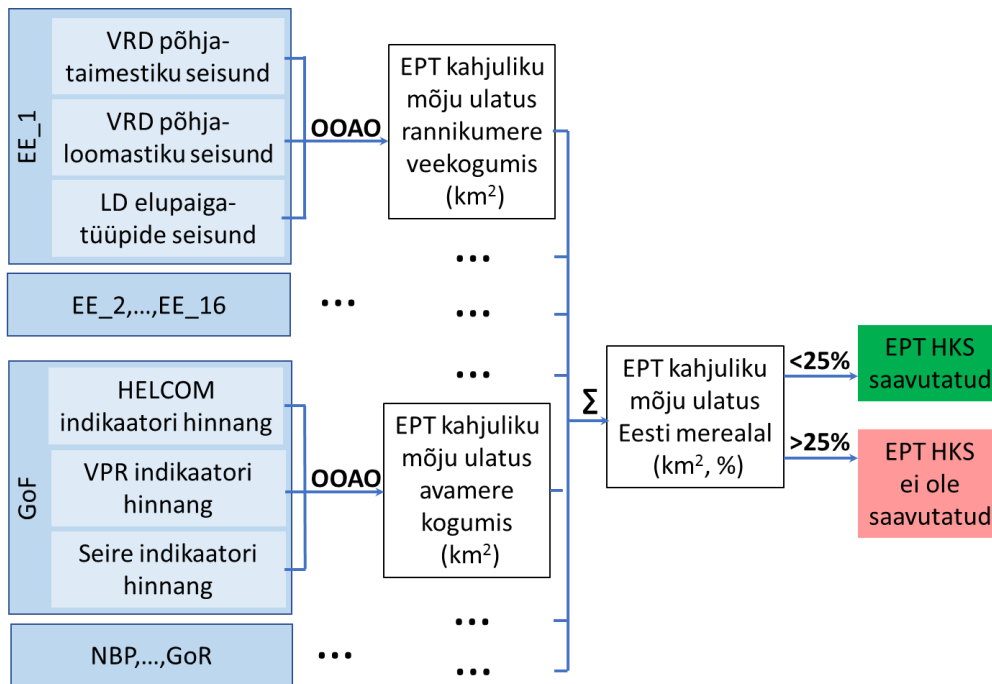 EE_1
VRD põhja-
taimestiku seisund
VRD põhja-
loomastiku seisund
LD elupaiga-
tüüpide seisund
OOAO
EPT kahjuliku
mõju ulatus
rannikumere
veekogumis
(km²)
...
EE_2,...,EE_16
...
...
...
GoF
HELCOM
indikaatori hinnang
VPR indikaatori
hinnang
Seire indikaatori
hinnang
OOAO
EPT kahjuliku
mõju ulatus
avamere
kogumis
(km²)
...
NBP,...,GoR
...
...
Σ
EPT kahjuliku
mõju ulatus
Eesti merealal
(km², %)
<25%
EPT HKS
saavutatud
>25%
EPT HKS
ei ole
saavutatud